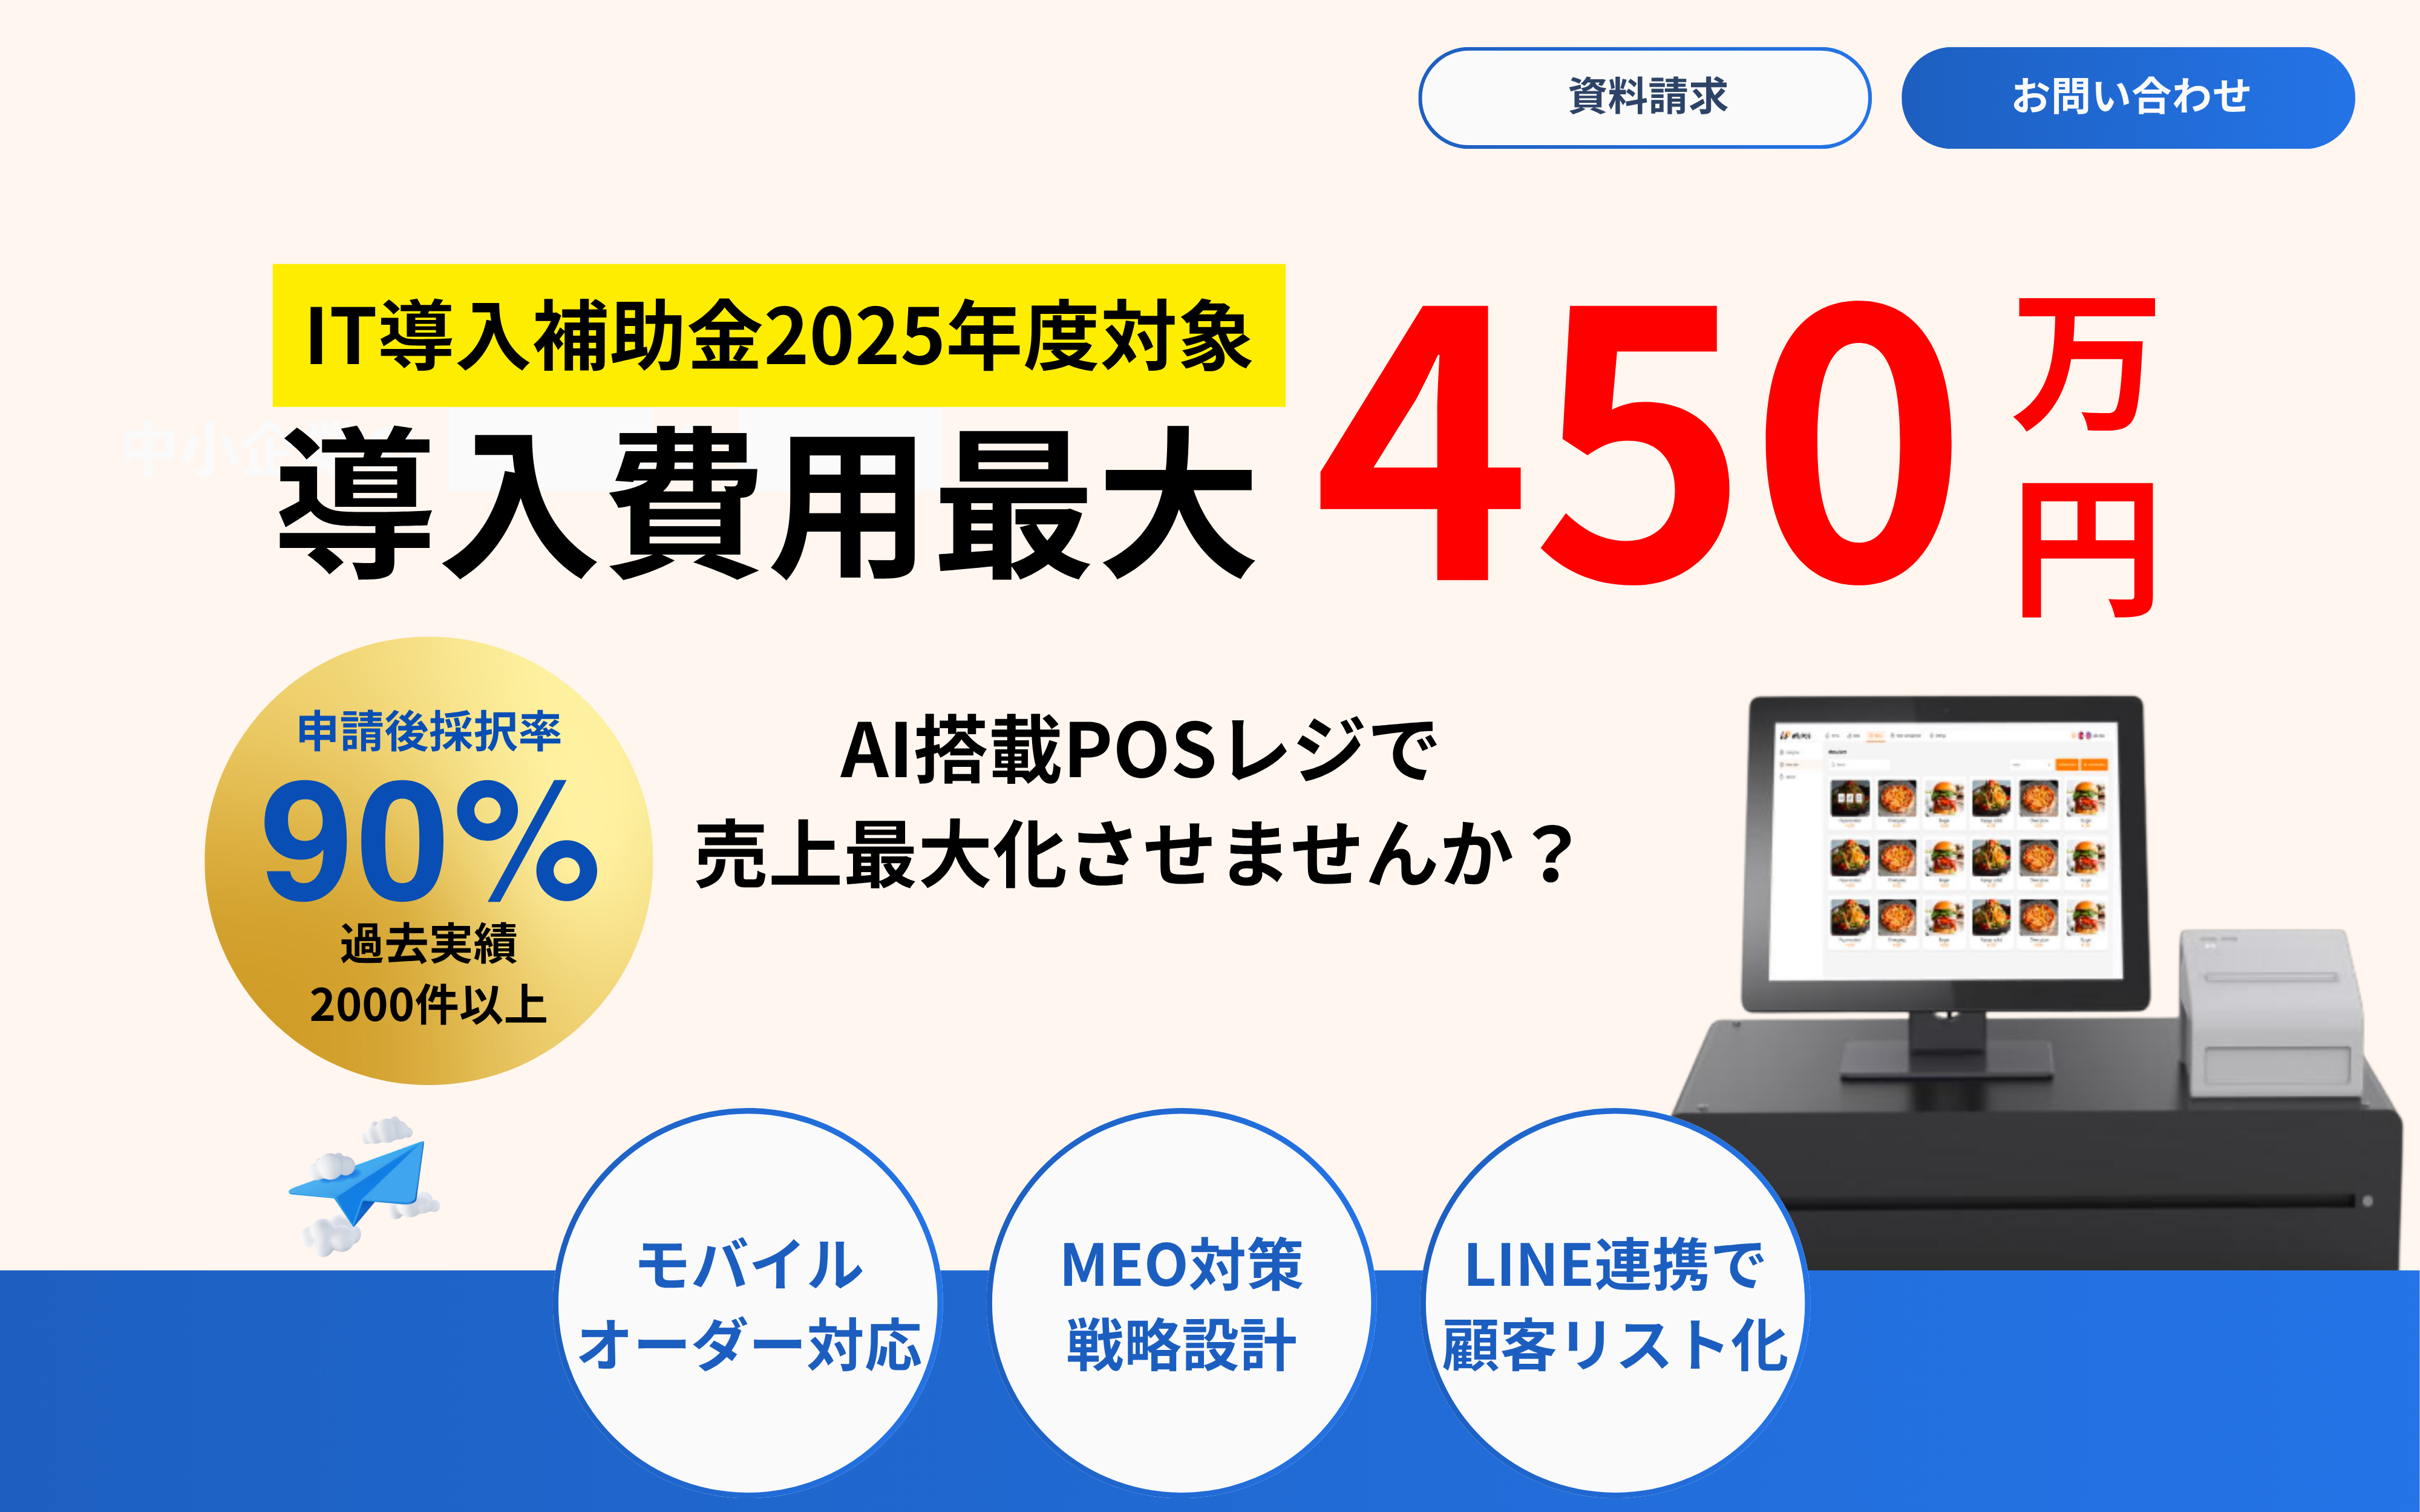 資料請求
お問い合わせ
IT導入補助金2025年度対象
中小企
導入費用最大
450
万
円
申請後採択率
90%
過去実績
2000件以上
AI搭載POSレジで
売上最大化させませんか？
モバイル
オーダー対応
MEO対策
戦略設計
LINE連携で
顧客リスト化